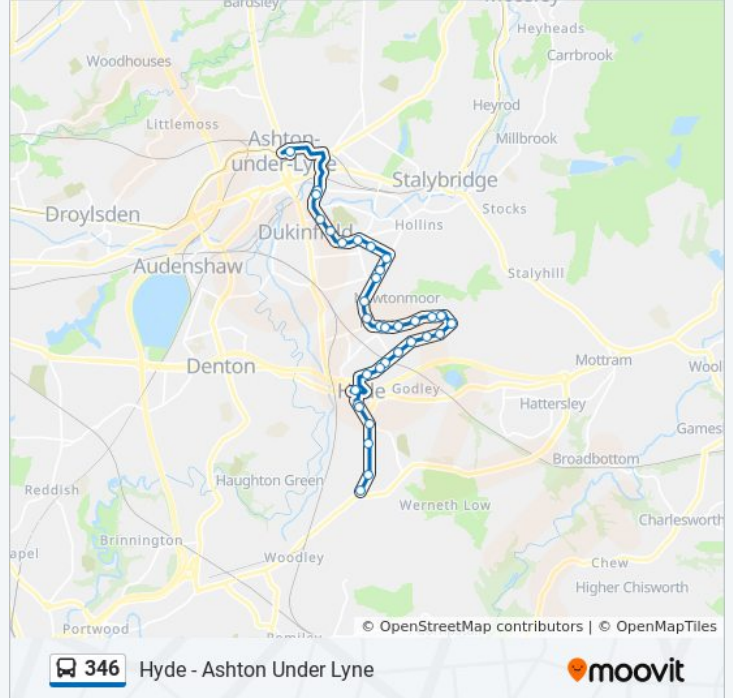 Bardsley
Heyheads
Carrbrook
Woodhouses
Heyrod
Littlemoss
Millbrook
Ashton-
under-Lyne
Stalybridge
Stocks
Droylsden
Hollins
Dukinfield
Audenshaw
Stalyhill
Newtonmoor
Mottram
Denton
Wool
Hyde
Godley
Hattersley
Games
Broadbottom
Haughton Green
Reddish
Werneth Low
Charlesworth
Brinnington
apel
Woodley
Chew
Higher Chisworth
Portwood
Romiley
© OpenStreetMap contributors | © OpenMapTiles
346 Hyde - Ashton Under Lyne
moovit